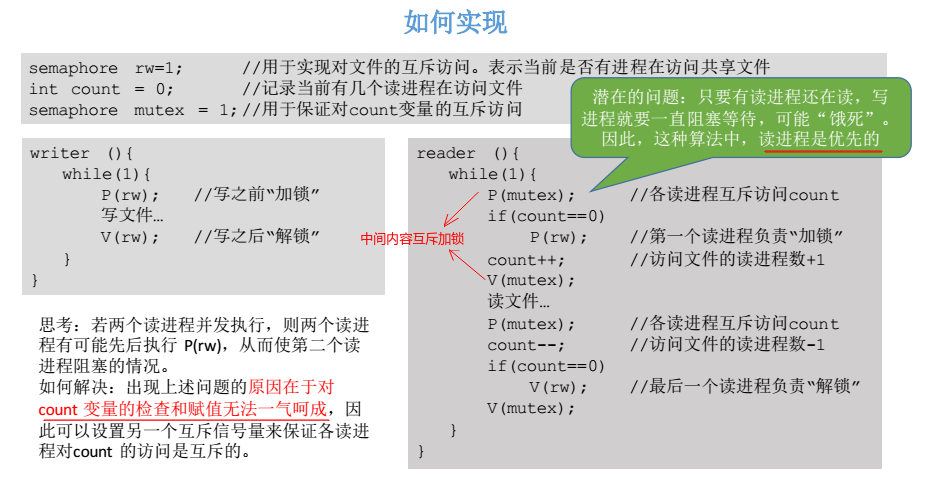 如何实现
semaphore rw=1; //用于实现对文件的互斥访问。表示当前是否有进程在访问共享文件
int count = 0; //记录当前有几个读进程在访问文件
semaphore mutex = 1; //用于保证对count变量的互斥访问
潜在的问题：只要有读进程还在读，写
进程就要一直阻塞等待，可能“饿死”。
因此，这种算法中，读进程是优先的
writer (){
while(1){
P(rw); //写之前“加锁”
写文件…
V(rw); //写之后“解锁”
}
}
中间内容互斥加锁
reader (){
while(1){
P(mutex); //各读进程互斥访问count
if(count==0)
P(rw); //第一个读进程负责“加锁”
count++; //访问文件的读进程数+1
V(mutex);
读文件…
P(mutex); //各读进程互斥访问count
count--; //访问文件的读进程数-1
if(count==0)
V(rw); //最后一个读进程负责“解锁”
V(mutex);
}
}
思考：若两个读进程并发执行，则两个读进
程有可能先后执行 P(rw)，从而使第二个读
进程阻塞的情况。
如何解决：出现上述问题的原因在于对
count 变量的检查和赋值无法一气呵成，因
此可以设置另一个互斥信号量来保证各读进
程对count 的访问是互斥的。